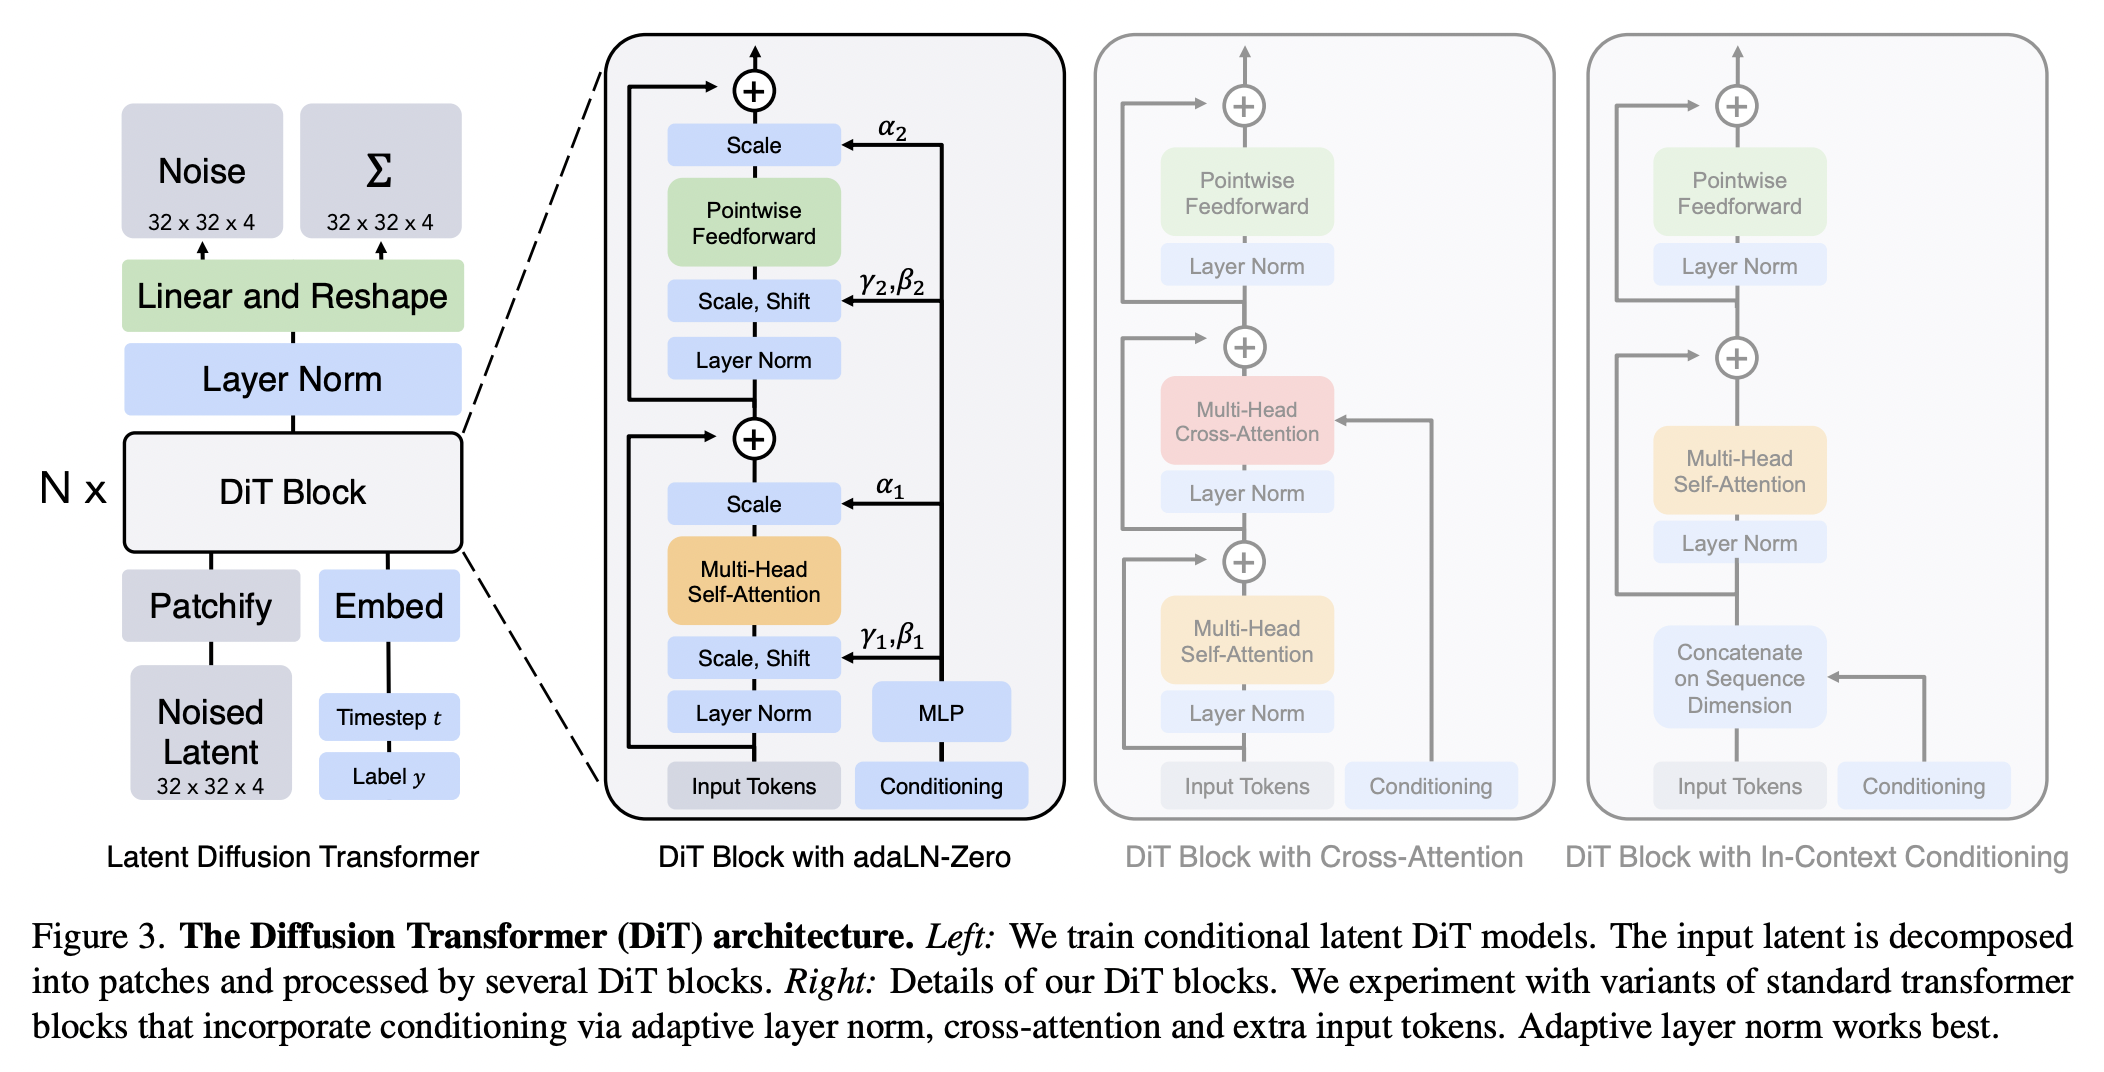 Noise
32 x 32 x 4
Σ
32 x 32 x 4
Linear and Reshape
Layer Norm
N x
DiT Block
Patchify
Embed
Noised
Latent
32 x 32 x 4
Timestep t
Label y
Latent Diffusion Transformer
+
Scale
α₂
Pointwise
Feedforward
Scale, Shift
γ₂,β₂
Layer Norm
+
Scale
α₁
Multi-Head
Self-Attention
Scale, Shift
γ₁,β₁
Layer Norm
MLP
Input Tokens
Conditioning
DiT Block with adaLN-Zero
+
Pointwise
Feedforward
Layer Norm
+
Multi-Head
Cross-Attention
Layer Norm
+
Multi-Head
Self-Attention
Layer Norm
Input Tokens
Conditioning
DiT Block with Cross-Attention
+
Pointwise
Feedforward
Layer Norm
+
Multi-Head
Self-Attention
Layer Norm
Concatenate
on Sequence
Dimension
Input Tokens
Conditioning
DiT Block with In-Context Conditioning
Figure 3. The Diffusion Transformer (DiT) architecture. Left: We train conditional latent DiT models. The input latent is decomposed
into patches and processed by several DiT blocks. Right: Details of our DiT blocks. We experiment with variants of standard transformer
blocks that incorporate conditioning via adaptive layer norm, cross-attention and extra input tokens. Adaptive layer norm works best.